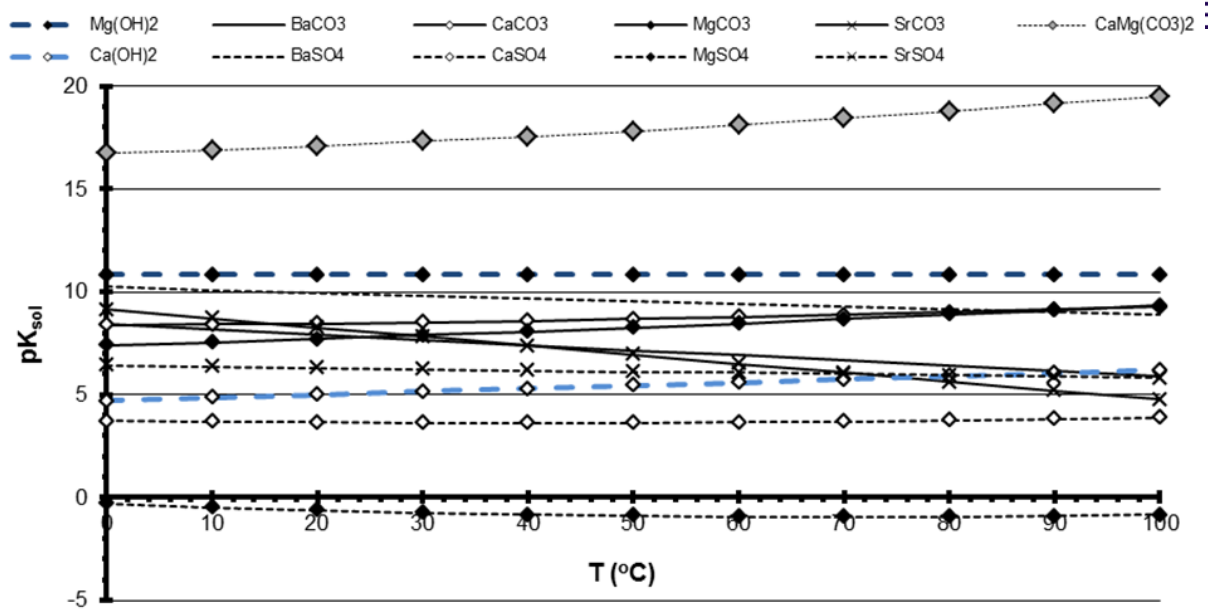 Mg(OH)2 BaCO3 CaCO3 MgCO3 SrCO3 CaMg(CO3)2
Ca(OH)2 BaSO4 CaSO4 MgSO4 SrSO4
20
15
10
5
0
-5
pKsol
0 10 20 30 40 50 60 70 80 90 100
T (oC)